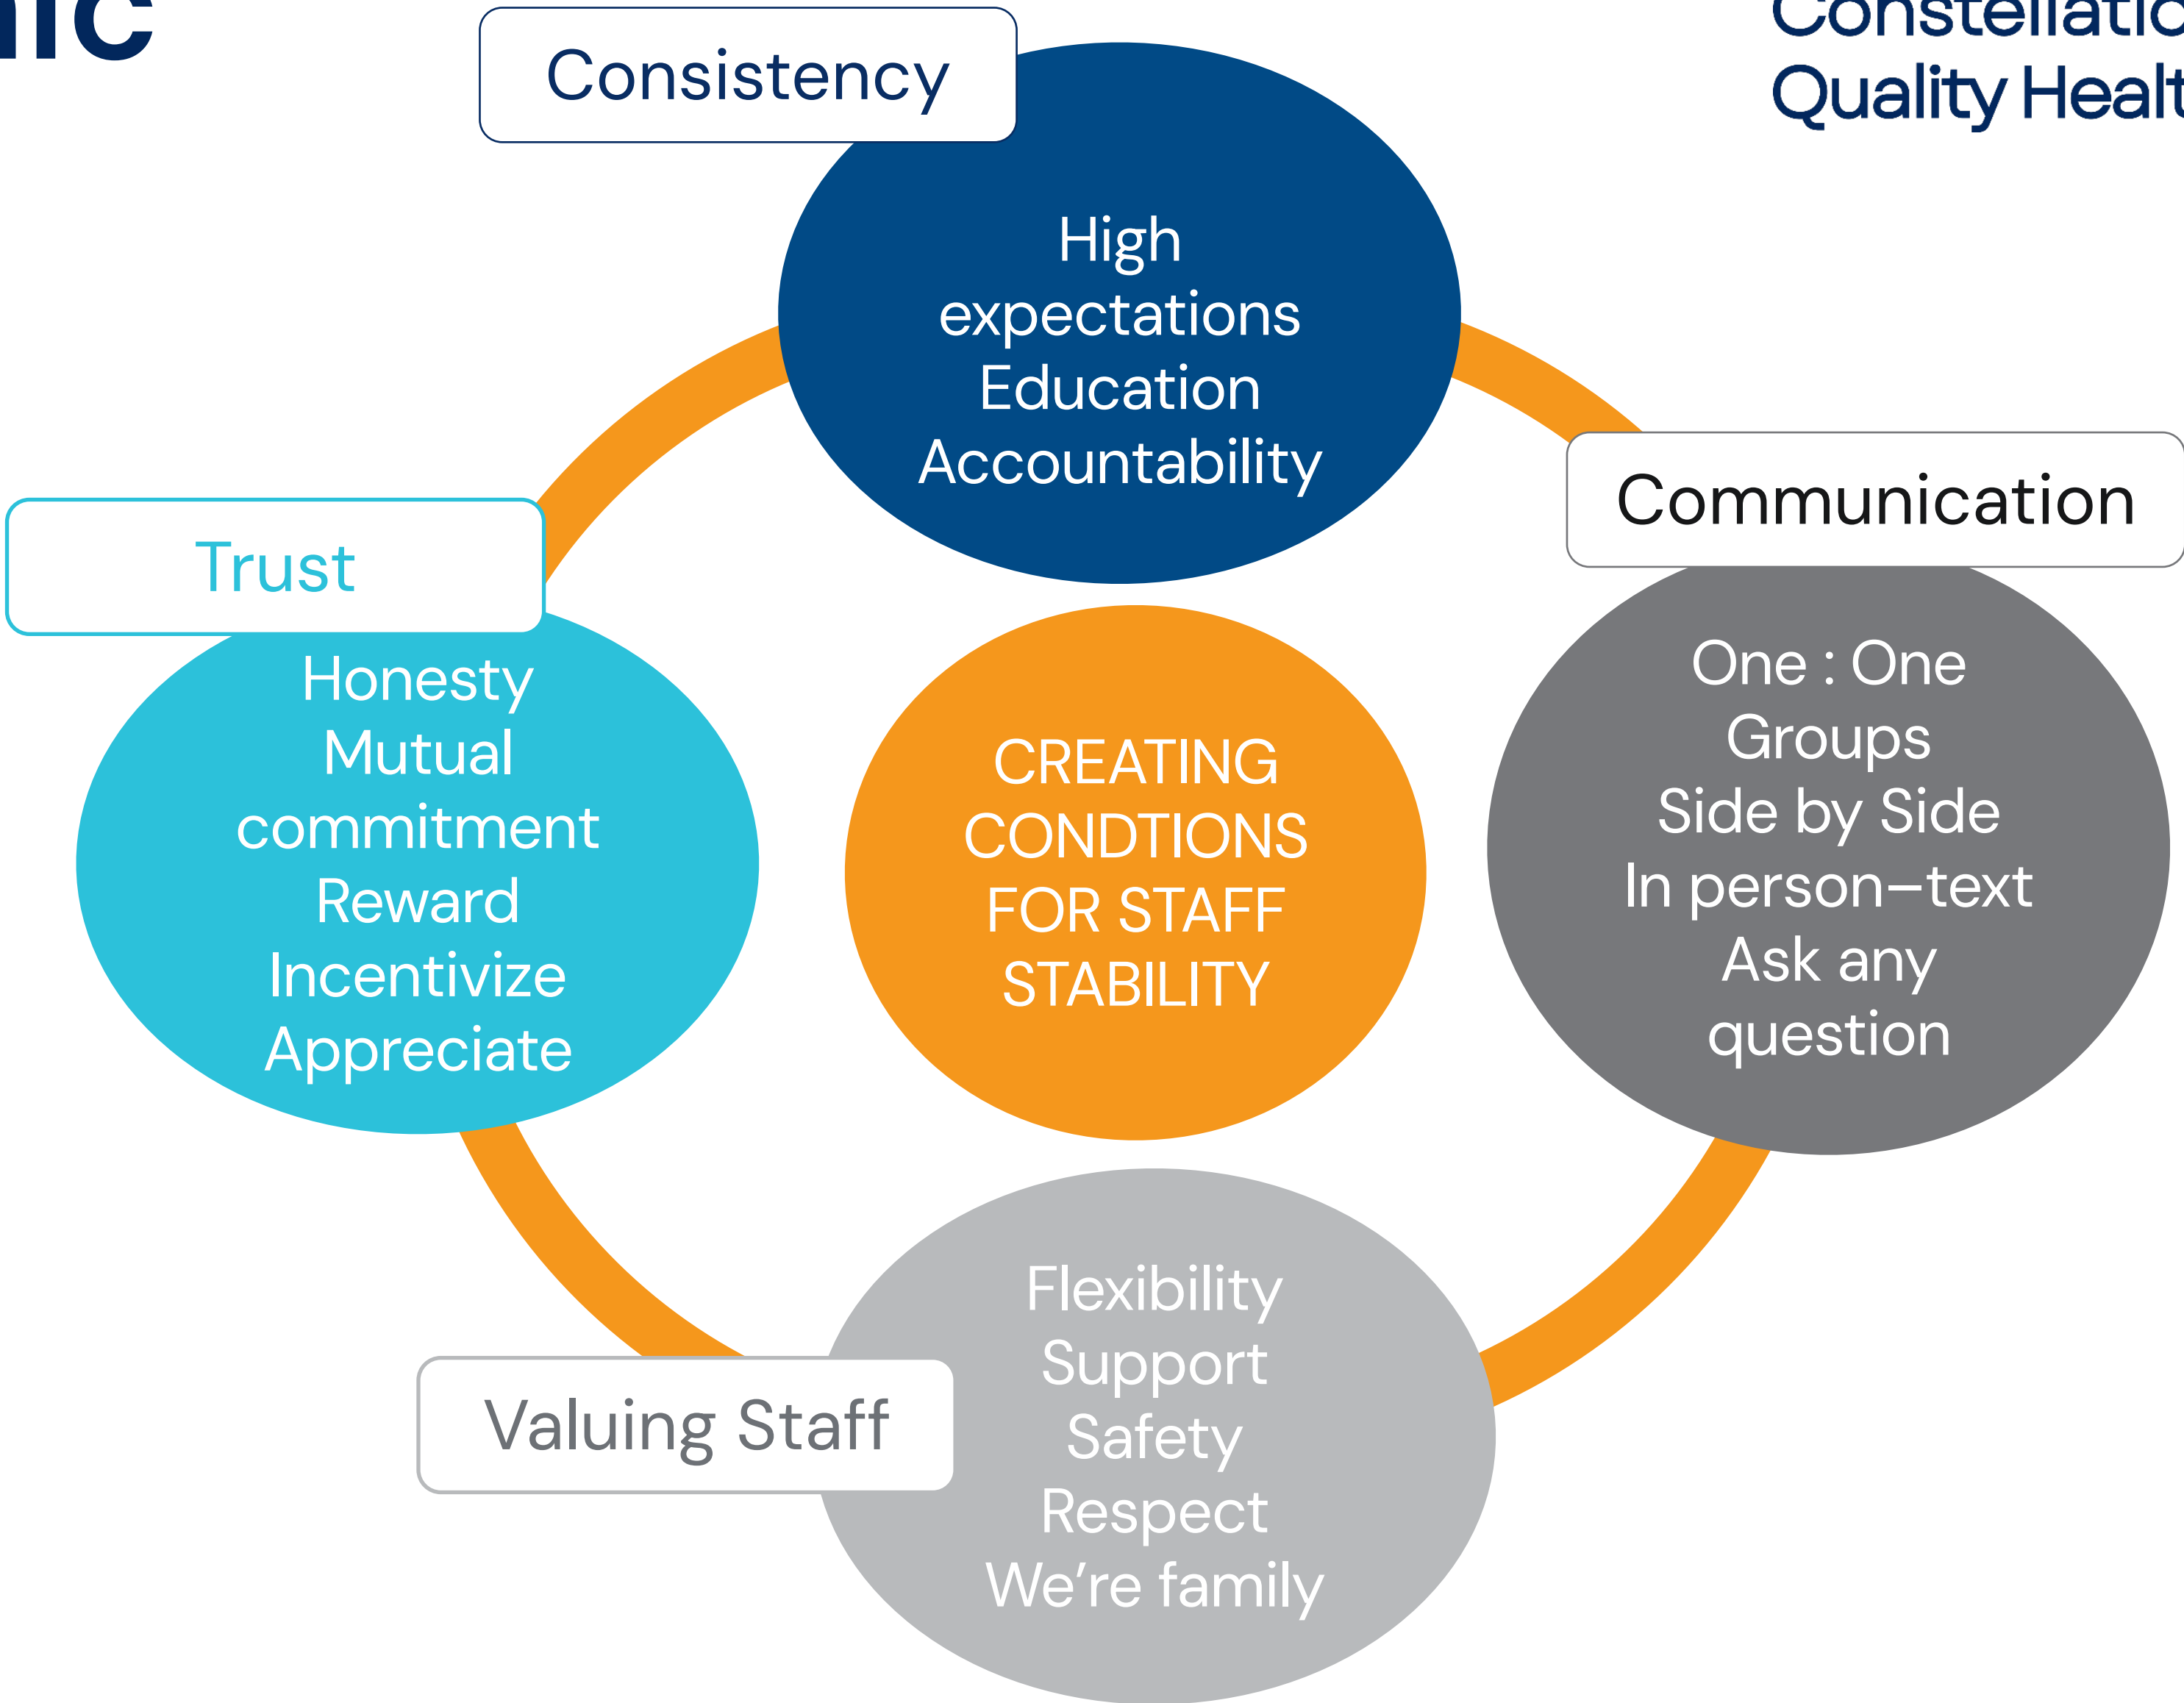 Consistency
Quality
High
expectations
Education
Accountability
Communication
Trust
One : One
Groups
Side by Side
In person—text
Ask any
question
Honesty
Mutual
commitment
Reward
Incentivize
Appreciate
CREATING
CONDTIONS
FOR STAFF
STABILITY
Flexibility
Support
Safety
Respect
We're family
Valuing Staff